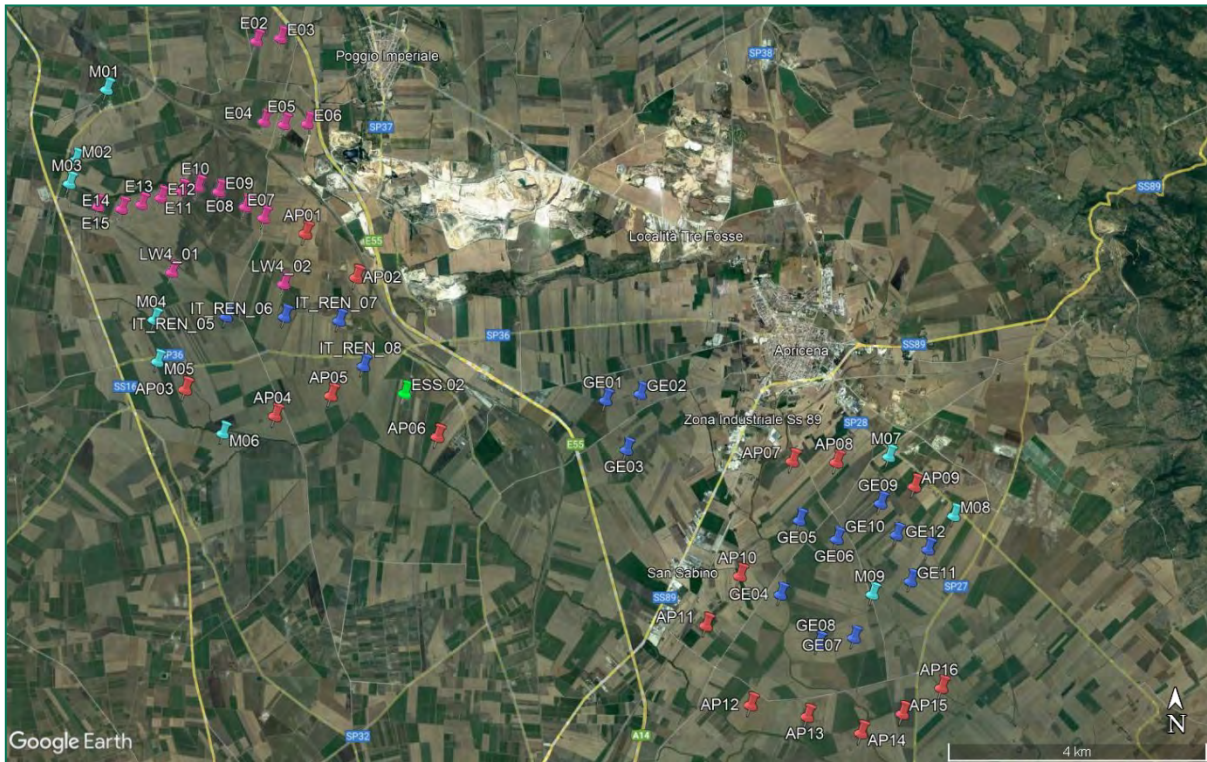 E02
E03
Poggio Imperiale
SP38
M01
E04
E05
E06
SP37
M02
M03
E10
E13
E12
E09
E14
E11
E08
E07
E15
AP01
SS89
Località Tre Fosse
E55
LW4_01
LW4_02
AP02
M04
IT_REN_06
IT_REN_07
IT_REN_05
SP36
SP36
IT_REN_08
Apricena
SS89
M05
SS16
AP03
AP05
ESS.02
GE01
GE02
AP04
Zona Industriale Ss 89
SP28
M06
AP06
E55
GE03
AP07
AP08
M07
AP09
GE09
M08
GE05
GE10
GE12
GE06
AP10
San Sabino
GE04
M09
GE11
SP27
SS89
AP11
GE08
GE07
AP16
AP12
AP15
AP13
AP14
Google Earth
SP32
A14
N
4 km